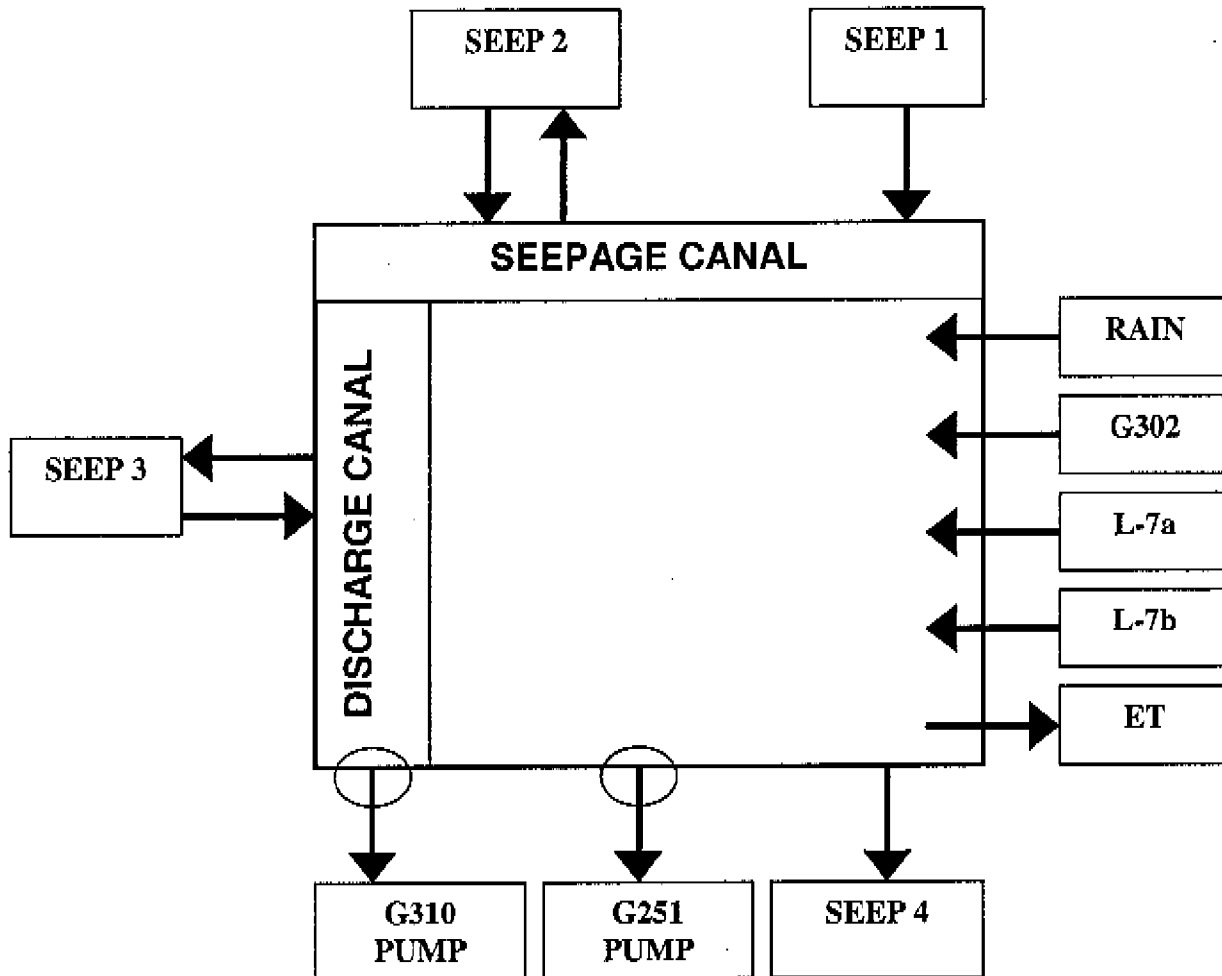 SEEP 2
SEEP 1
SEEPAGE CANAL
RAIN
G302
DISCHARGE CANAL
SEEP 3
L-7a
L-7b
ET
G310
PUMP
G251
PUMP
SEEP 4